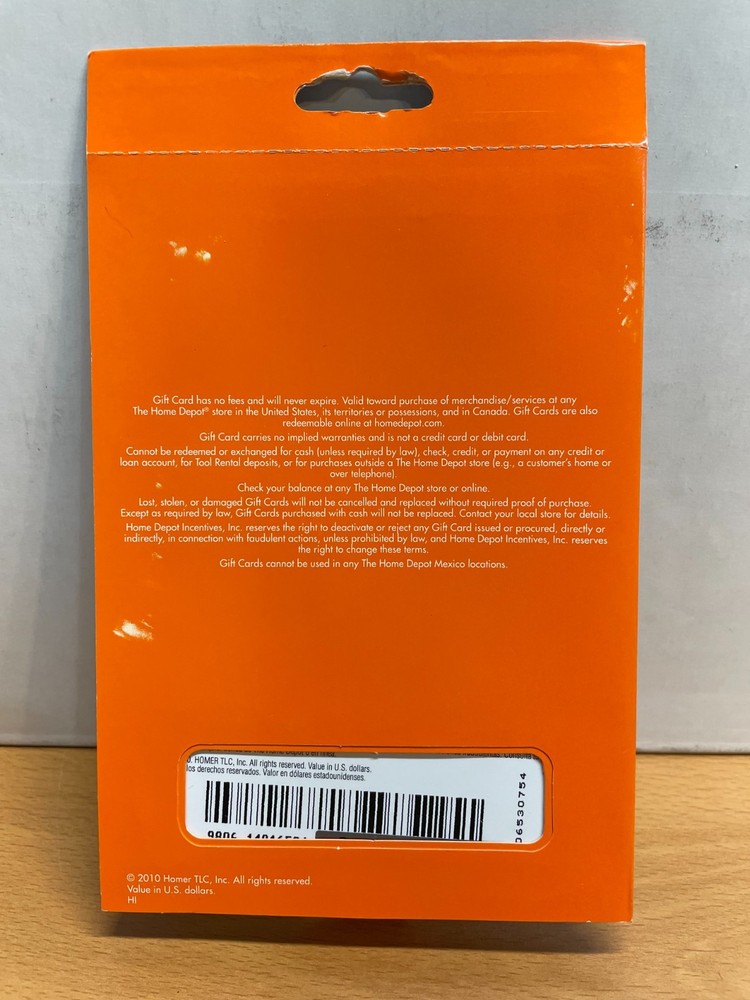 Gift Card has no fees and will never expire. Valid toward purchase of merchandise/services at any
The Home Depot® store in the United States, its territories or possessions, and in Canada. Gift Cards are also
redeemable online at homedepot.com.
Gift Card carries no implied warranties and is not a credit card or debit card.
Cannot be redeemed or exchanged for cash (unless required by law), check, credit, or payment on any credit or
loan account, for Tool Rental deposits, or for purchases outside a The Home Depot store (e.g., a customer's home or
over telephone).
Check your balance at any The Home Depot store or online.
Lost, stolen, or damaged Gift Cards will not be cancelled and replaced without required proof of purchase.
Except as required by law, Gift Cards purchased with cash will not be replaced. Contact your local store for details.
Home Depot Incentives, Inc. reserves the right to deactivate or reject any Gift Card issued or procured, directly or
indirectly, in connection with faudulent actions, unless prohibited by law, and Home Depot Incentives, Inc. reserves
the right to change these terms.
Gift Cards cannot be used in any The Home Depot Mexico locations.
HOMER TLC, Inc. All rights reserved. Value in U.S. dollars.
los derechos reservados. Valor en dólares estadounidenses.
9806
06530754
© 2010 Homer TLC, Inc. All rights reserved.
Value in U.S. dollars.
HI